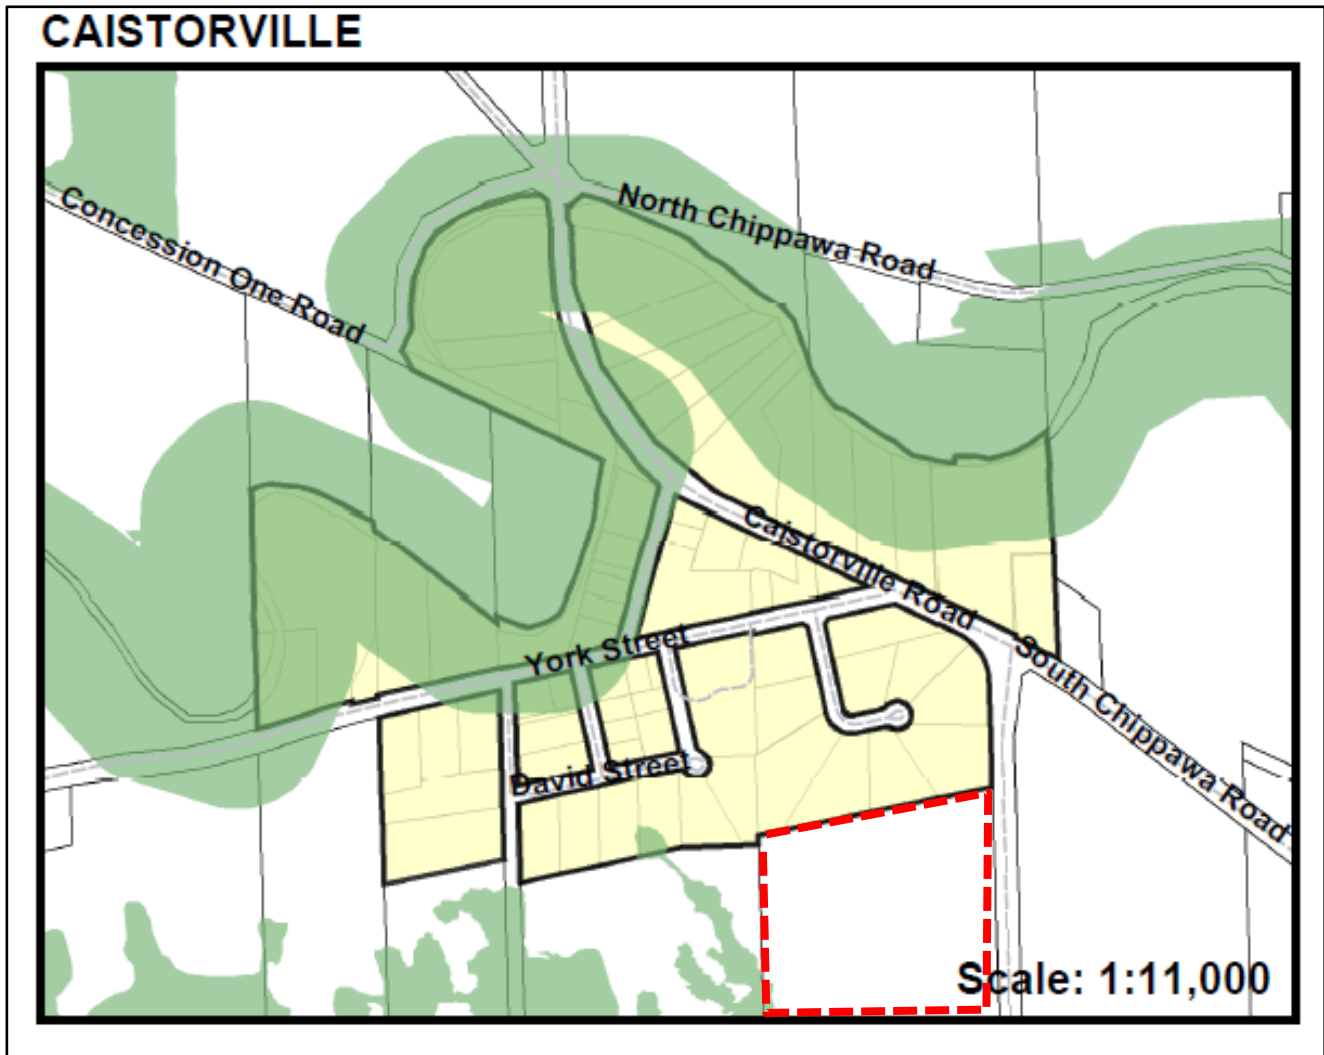 CAISTORVILLE
North Chippawa Road
Concession One Road
Caistorville Road
York Street
South Chippawa Road
David Street
Scale: 1:11,000